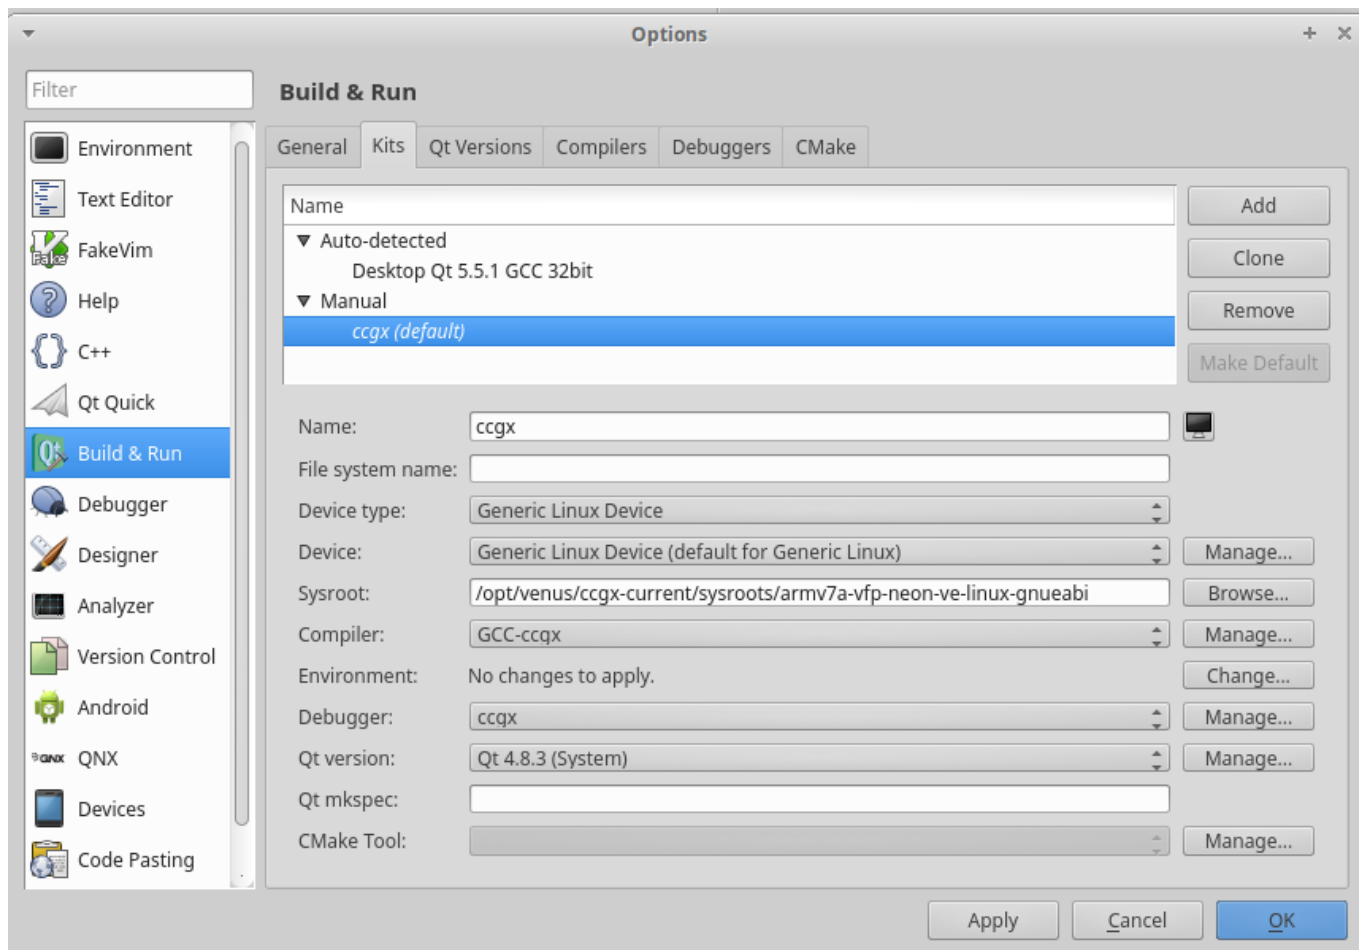 Options
Filter
Build & Run
Environment
Text Editor
FakeVim
Help
C++
Qt Quick
Build & Run
Debugger
Designer
Analyzer
Version Control
Android
QNX
Devices
Code Pasting
General Kits Qt Versions Compilers Debuggers CMake
Name
Auto-detected
Desktop Qt 5.5.1 GCC 32bit
Manual
ccgx (default)
Add
Clone
Remove
Make Default
Name: ccgx
File system name:
Device type: Generic Linux Device
Device: Generic Linux Device (default for Generic Linux) Manage...
Sysroot: /opt/venus/ccgx-current/sysroots/armv7a-vfp-neon-ve-linux-gnueabi Browse...
Compiler: GCC-ccgx Manage...
Environment: No changes to apply. Change...
Debugger: ccgx Manage...
Qt version: Qt 4.8.3 (System) Manage...
Qt mkspec:
CMake Tool: Manage...
Apply Cancel OK